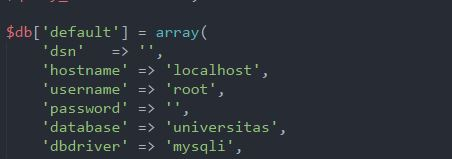 $db['default'] = array(
'dsn' => '',
'hostname' => 'localhost',
'username' => 'root',
'password' => '',
'database' => 'universitas',
'dbdriver' => 'mysqli',